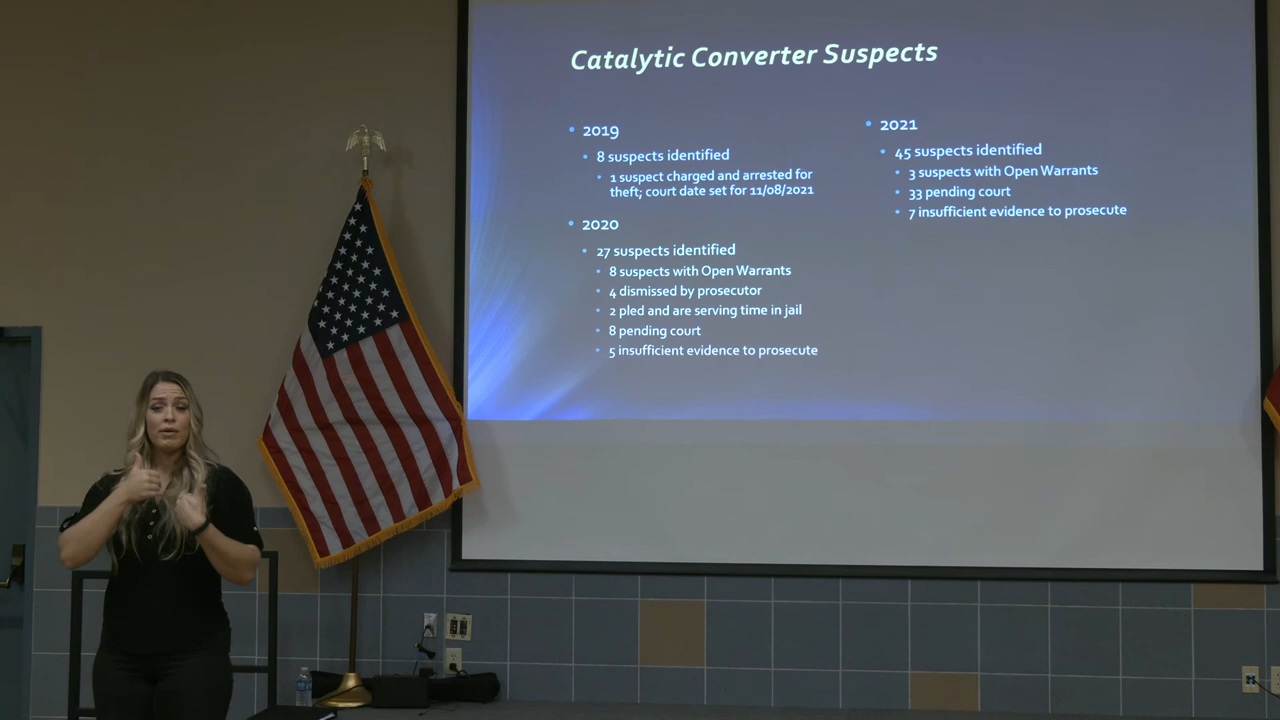 Catalytic Converter Suspects
2019
8 suspects identified
1 suspect charged and arrested for
theft; court date set for 11/08/2021
2020
27 suspects identified
8 suspects with Open Warrants
4 dismissed by prosecutor
2 pled and are serving time in jail
8 pending court
5 insufficient evidence to prosecute
2021
45 suspects identified
3 suspects with Open Warrants
33 pending court
7 insufficient evidence to prosecute